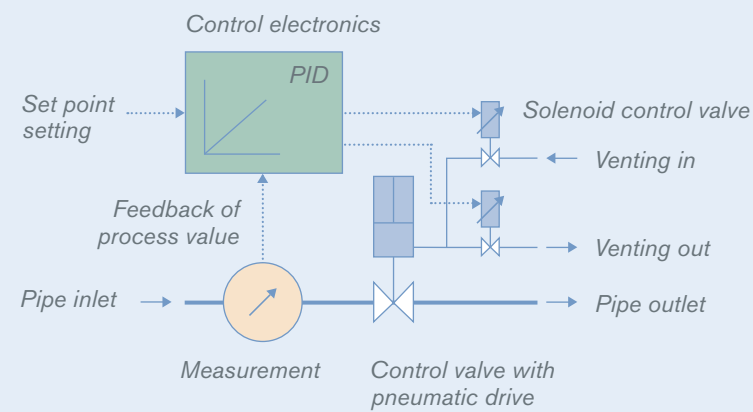 Control electronics
PID
Set point
setting
Solenoid control valve
Venting in
Feedback of
process value
Venting out
Pipe inlet
Pipe outlet
Measurement
Control valve with
pneumatic drive